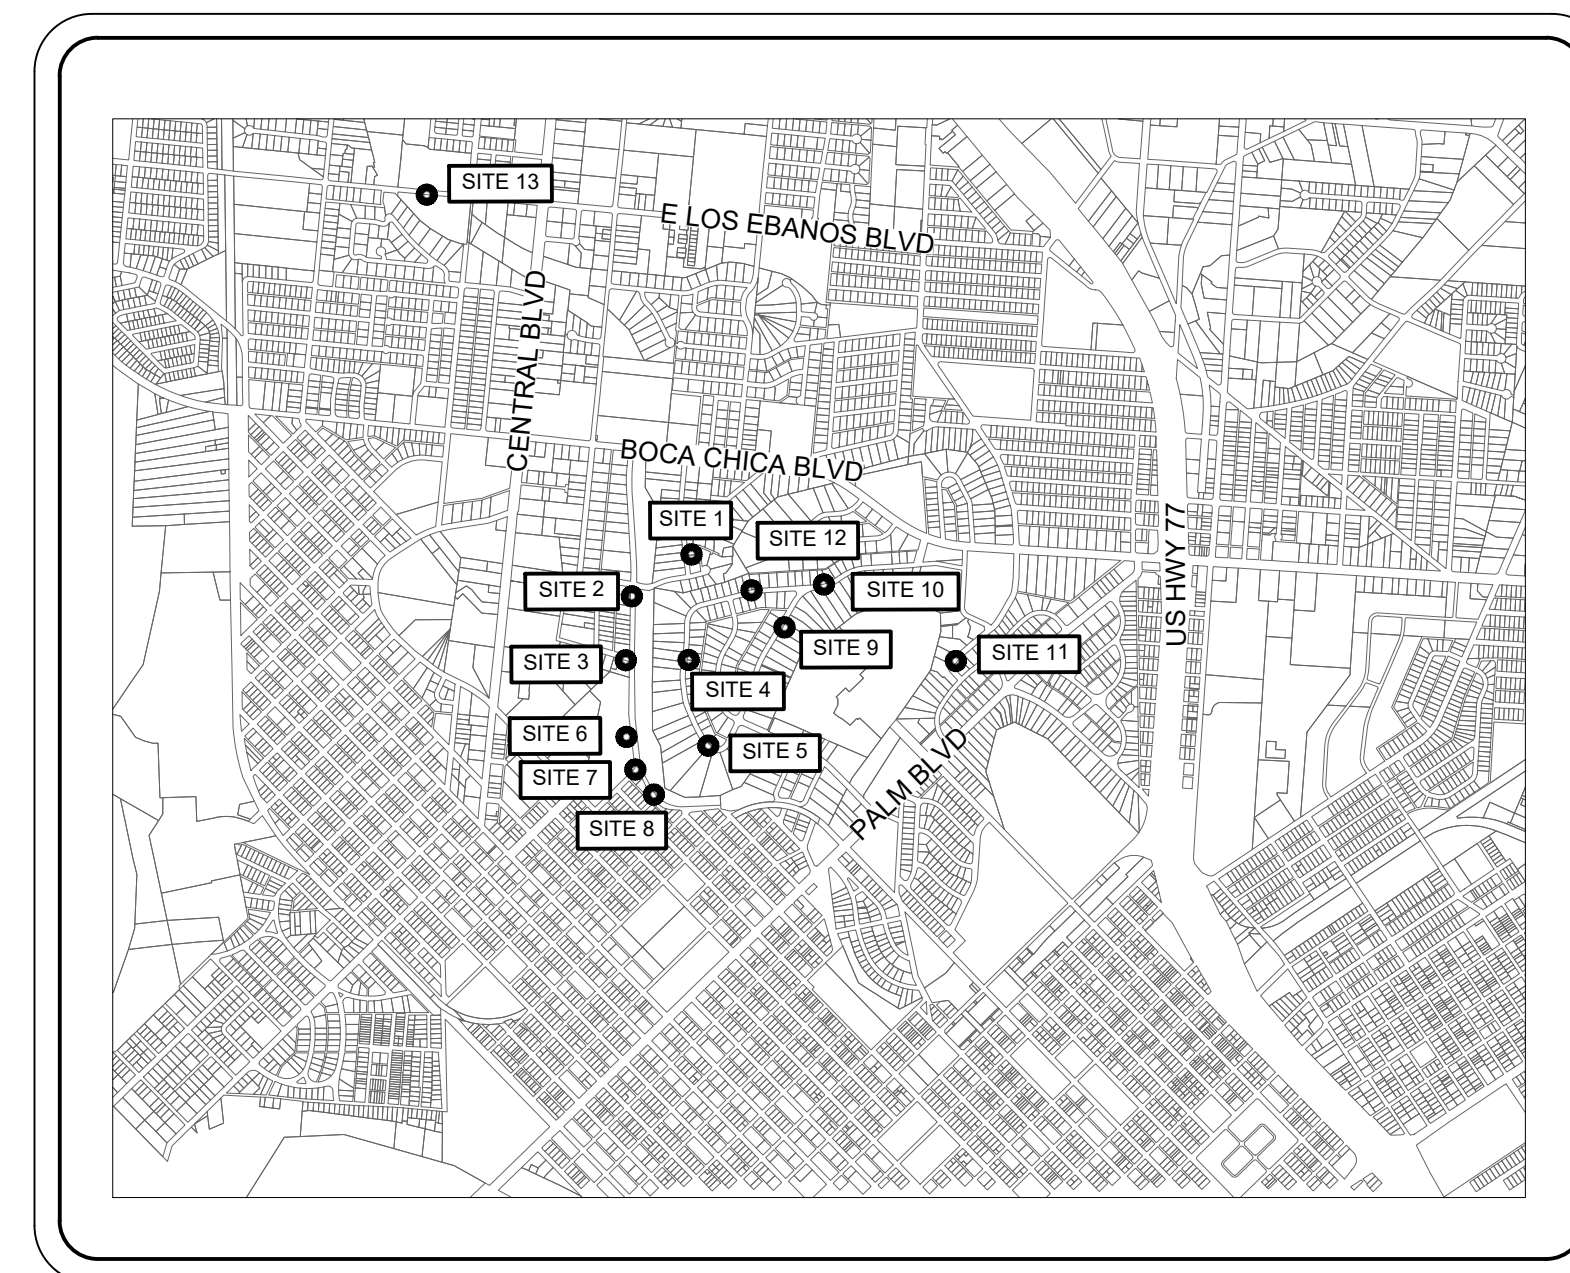 SITE 13
E LOS EBANOS BLVD
CENTRAL BLVD
BOCA CHICA BLVD
SITE 1
SITE 12
SITE 2
SITE 10
US HWY 77
SITE 3
SITE 9
SITE 11
SITE 4
SITE 6
SITE 5
SITE 7
PALM BLVD
SITE 8